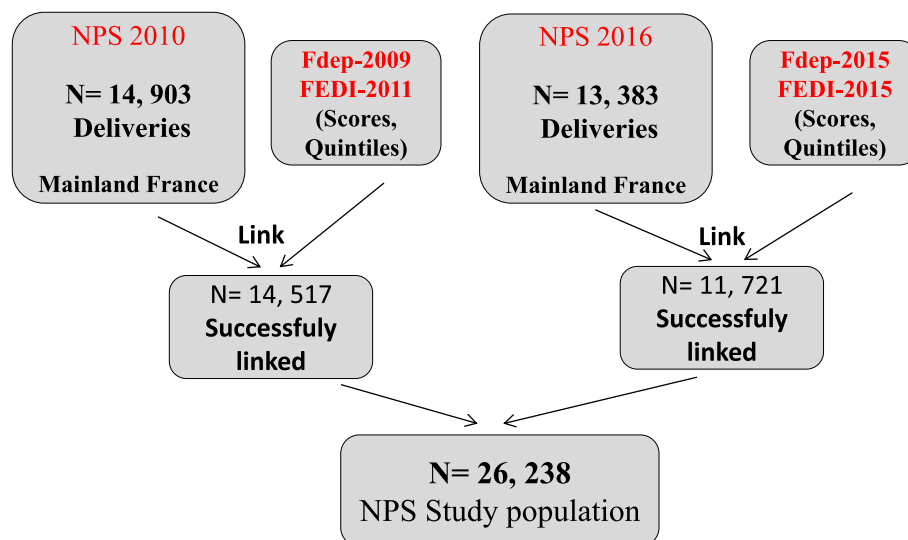 NPS 2010
N= 14, 903
Deliveries
Mainland France
Fdep-2009
FEDI-2011
(Scores,
Quintiles)
NPS 2016
N= 13, 383
Deliveries
Mainland France
Fdep-2015
FEDI-2015
(Scores,
Quintiles)
Link
Link
N= 14, 517
Successfuly
linked
N= 11, 721
Successfuly
linked
N= 26, 238
NPS Study population